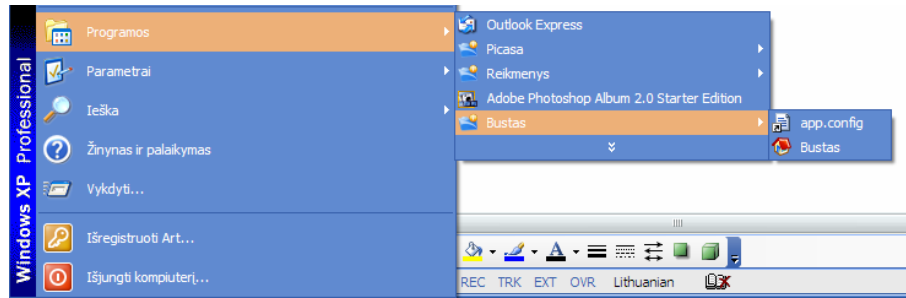 Windows XP Professional
Programos
Parametrai
Ieška
Žinynas ir palaikymas
Vykdyti...
Išregistruoti Art...
Išjungti kompiuterį...
Outlook Express
Picasa
Reikmenys
Adobe Photoshop Album 2.0 Starter Edition
Bustas
app.config
Bustas
A
REC TRK EXT OVR Lithuanian